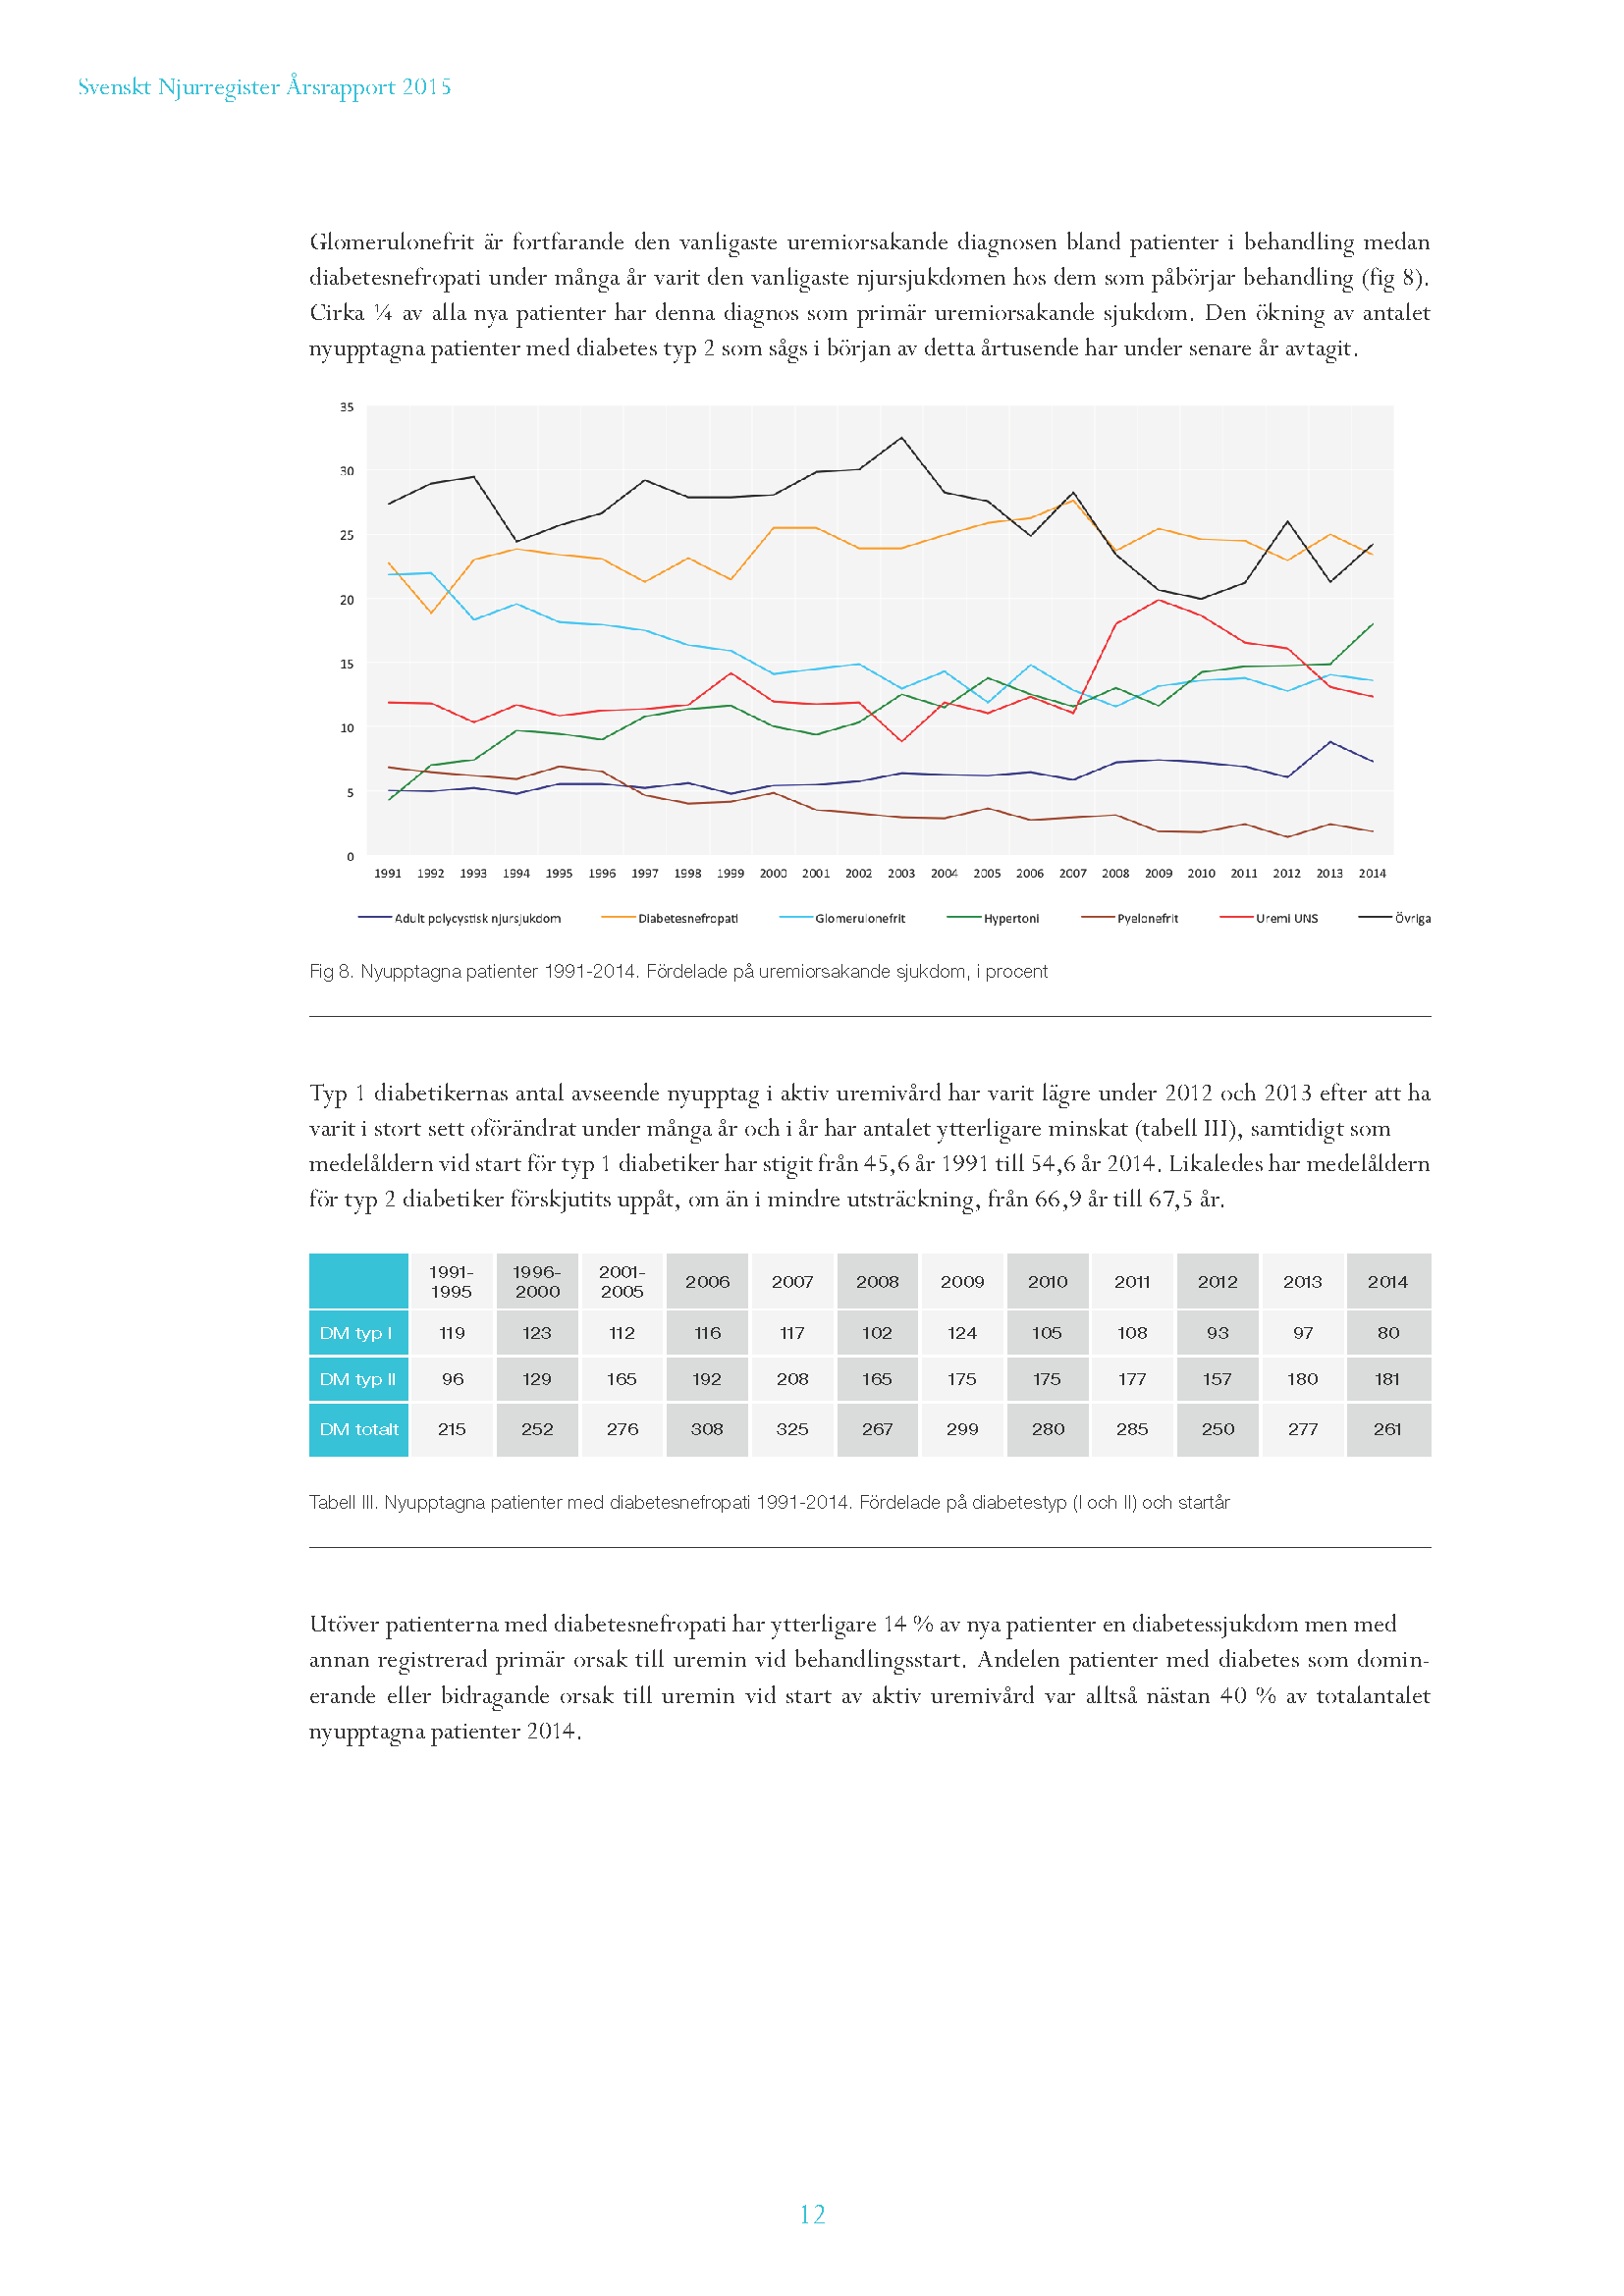 Svenskt Njurregister Årsrapport 2015
Glomerulonefrit är fortfarande den vanligaste uremiorsakande diagnosen bland patienter i behandling medan
diabetesnefropati under många år varit den vanligaste njursjukdomen hos dem som påbörjar behandling (fig 8).
Cirka ¼ av alla nya patienter har denna diagnos som primär uremiorsakande sjukdom. Den ökning av antalet
nyupptagna patienter med diabetes typ 2 som sågs i början av detta årtusende har under senare år avtagit.
35
30
25
20
15
10
5
0
1991 1992 1993 1994 1995 1996 1997 1998 1999 2000 2001 2002 2003 2004 2005 2006 2007 2008 2009 2010 2011 2012 2013 2014
Adult polycystisk njursjukdom Diabetesnefropati Glomerulonefrit Hypertoni Pyelonefrit Uremi UNS Övriga
Fig 8. Nyupptagna patienter 1991-2014. Fördelade på uremiorsakande sjukdom, i procent
Typ 1 diabetikernas antal avseende nyupptag i aktiv uremivård har varit lägre under 2012 och 2013 efter att ha
varit i stort sett oförändrat under många år och i år har antalet ytterligare minskat (tabell III), samtidigt som
medelåldern vid start för typ 1 diabetiker har stigit från 45,6 år 1991 till 54,6 år 2014. Likaledes har medelåldern
för typ 2 diabetiker förskjutits uppåt, om än i mindre utsträckning, från 66,9 år till 67,5 år.
1991-1995 1996-2000 2001-2005 2006 2007 2008 2009 2010 2011 2012 2013 2014
DM typ I 119 123 112 116 117 102 124 105 108 93 97 80
DM typ II 96 129 165 192 208 165 175 175 177 157 180 181
DM totalt 215 252 276 308 325 267 299 280 285 250 277 261
Tabell III. Nyupptagna patienter med diabetesnefropati 1991-2014. Fördelade på diabetestyp (I och II) och startår
Utöver patienterna med diabetesnefropati har ytterligare 14 % av nya patienter en diabetessjukdom men med
annan registrerad primär orsak till uremin vid behandlingsstart. Andelen patienter med diabetes som domin-
erande eller bidragande orsak till uremin vid start av aktiv uremivård var alltså nästan 40 % av totalantalet
nyupptagna patienter 2014.
12